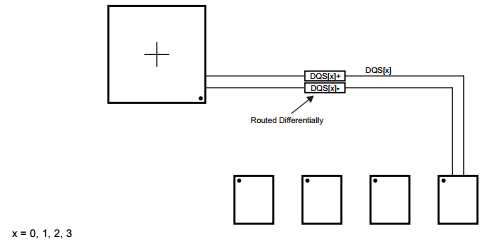 DQS[x]+
DQS[x]
DQS[x]-
Routed Differentially
x = 0, 1, 2, 3